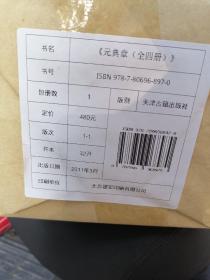 书名 《元典章（全四册）》
书号 ISBN 978-7-80696-897-0
包册数 1 版别 天津古籍出版社
定价 480元
版次 1-1
开本 32开
出版日期 2011年3月
印刷单位